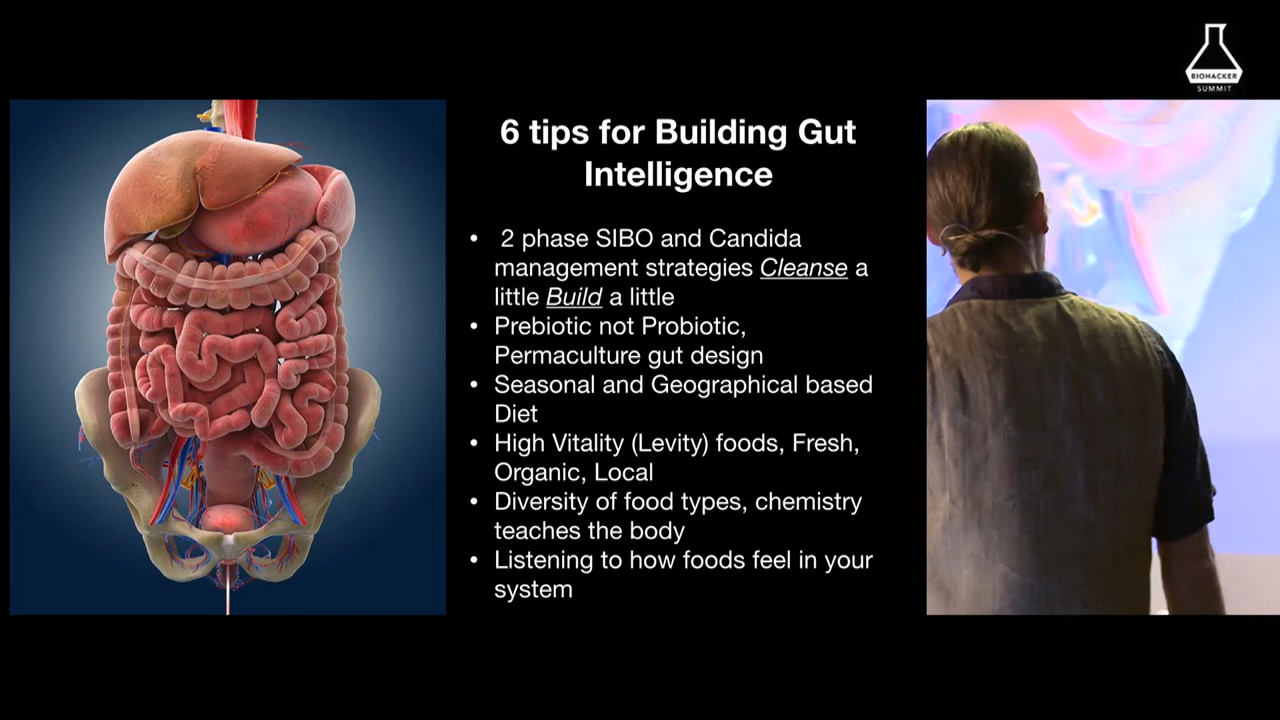 BIOHACKER
SUMMIT
6 tips for Building Gut
Intelligence
• 2 phase SIBO and Candida
management strategies Cleanse a
little Build a little
• Prebiotic not Probiotic,
Permaculture gut design
• Seasonal and Geographical based
Diet
• High Vitality (Levity) foods, Fresh,
Organic, Local
• Diversity of food types, chemistry
teaches the body
• Listening to how foods feel in your
system